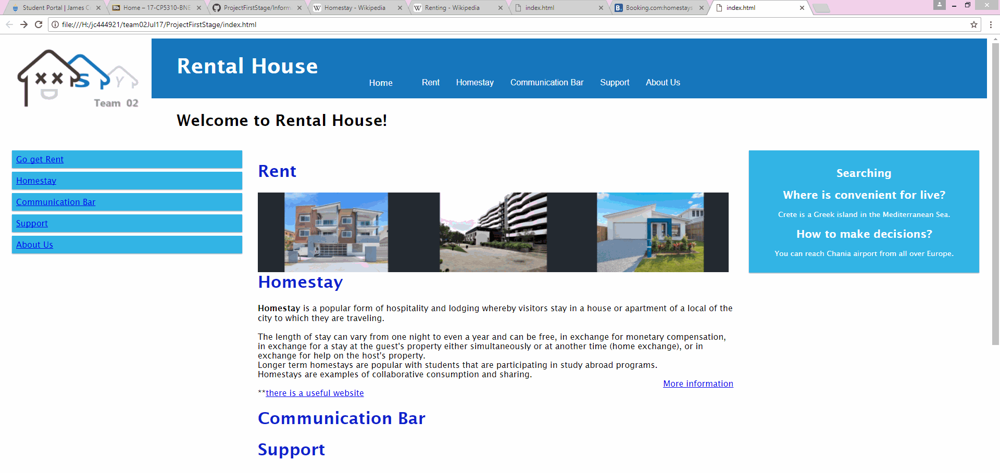 Student Portal | James C
Home – 17-CP5310-BNE
ProjectFirstStage/Inform
Homestay - Wikipedia
Renting - Wikipedia
index.html
Booking.com:homestays
index.html
file:///H:/jc444921/team02Jul17/ProjectFirstStage/index.html
XX S Y
Team 02
Rental House
Home Rent Homestay Communication Bar Support About Us
Welcome to Rental House!
Go get Rent
Homestay
Communication Bar
Support
About Us
Rent
Homestay
Homestay is a popular form of hospitality and lodging whereby visitors stay in a house or apartment of a local of the
city to which they are traveling.
The length of stay can vary from one night to even a year and can be free, in exchange for monetary compensation,
in exchange for a stay at the guest's property either simultaneously or at another time (home exchange), or in
exchange for help on the host's property.
Longer term homestays are popular with students that are participating in study abroad programs.
Homestays are examples of collaborative consumption and sharing.
More information
**there is a useful website
Communication Bar
Support
Searching
Where is convenient for live?
Crete is a Greek island in the Mediterranean Sea.
How to make decisions?
You can reach Chania airport from all over Europe.